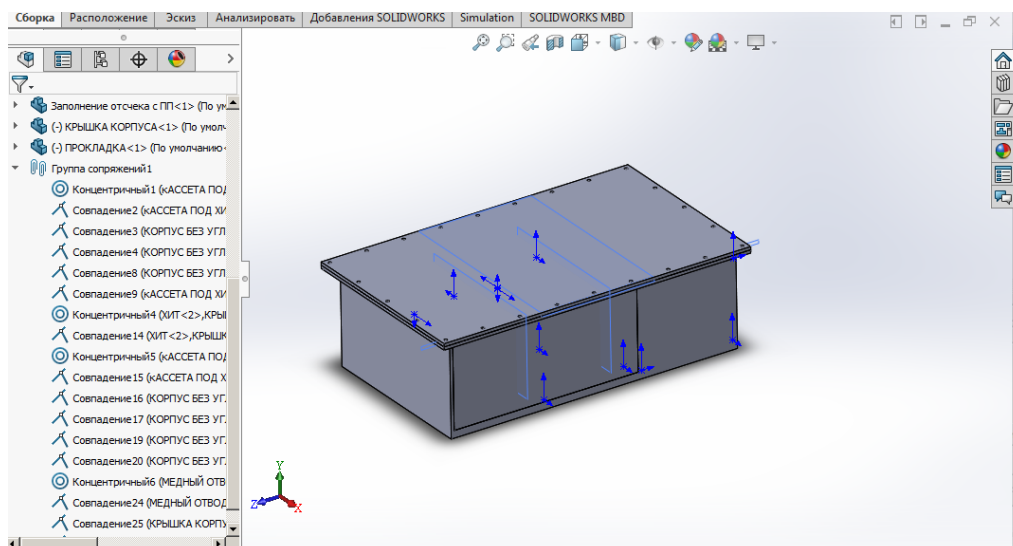 Сборка Расположение Эскиз Анализировать Добавления SOLIDWORKS Simulation SOLIDWORKS MBD
Заполнение отсчека с ПП<1> (По ум
(-) КРЫШКА КОРПУСА<1> (По умолч
(-) ПРОКЛАДКА<1> (По умолчанию<
Группа сопряжений1
Концентричный1 (кАССЕТА ПОД
Совпадение2 (кАССЕТА ПОД ХИ
Совпадение3 (КОРПУС БЕЗ УГЛ
Совпадение4 (КОРПУС БЕЗ УГЛ
Совпадение8 (КОРПУС БЕЗ УГЛ
Совпадение9 (кАССЕТА ПОД ХИ
Концентричный4 (ХИТ<2>,КРЫ
Совпадение14 (ХИТ<2>,КРЫШК
Концентричный5 (кАССЕТА ПОД
Совпадение15 (кАССЕТА ПОД Х
Совпадение16 (КОРПУС БЕЗ УГ
Совпадение17 (КОРПУС БЕЗ УГ
Совпадение19 (КОРПУС БЕЗ УГ
Совпадение20 (КОРПУС БЕЗ УГ
Концентричный6 (МЕДНЫЙ ОТВ
Совпадение24 (МЕДНЫЙ ОТВОД
Совпадение25 (КРЫШКА КОРПУ
Y
Z X